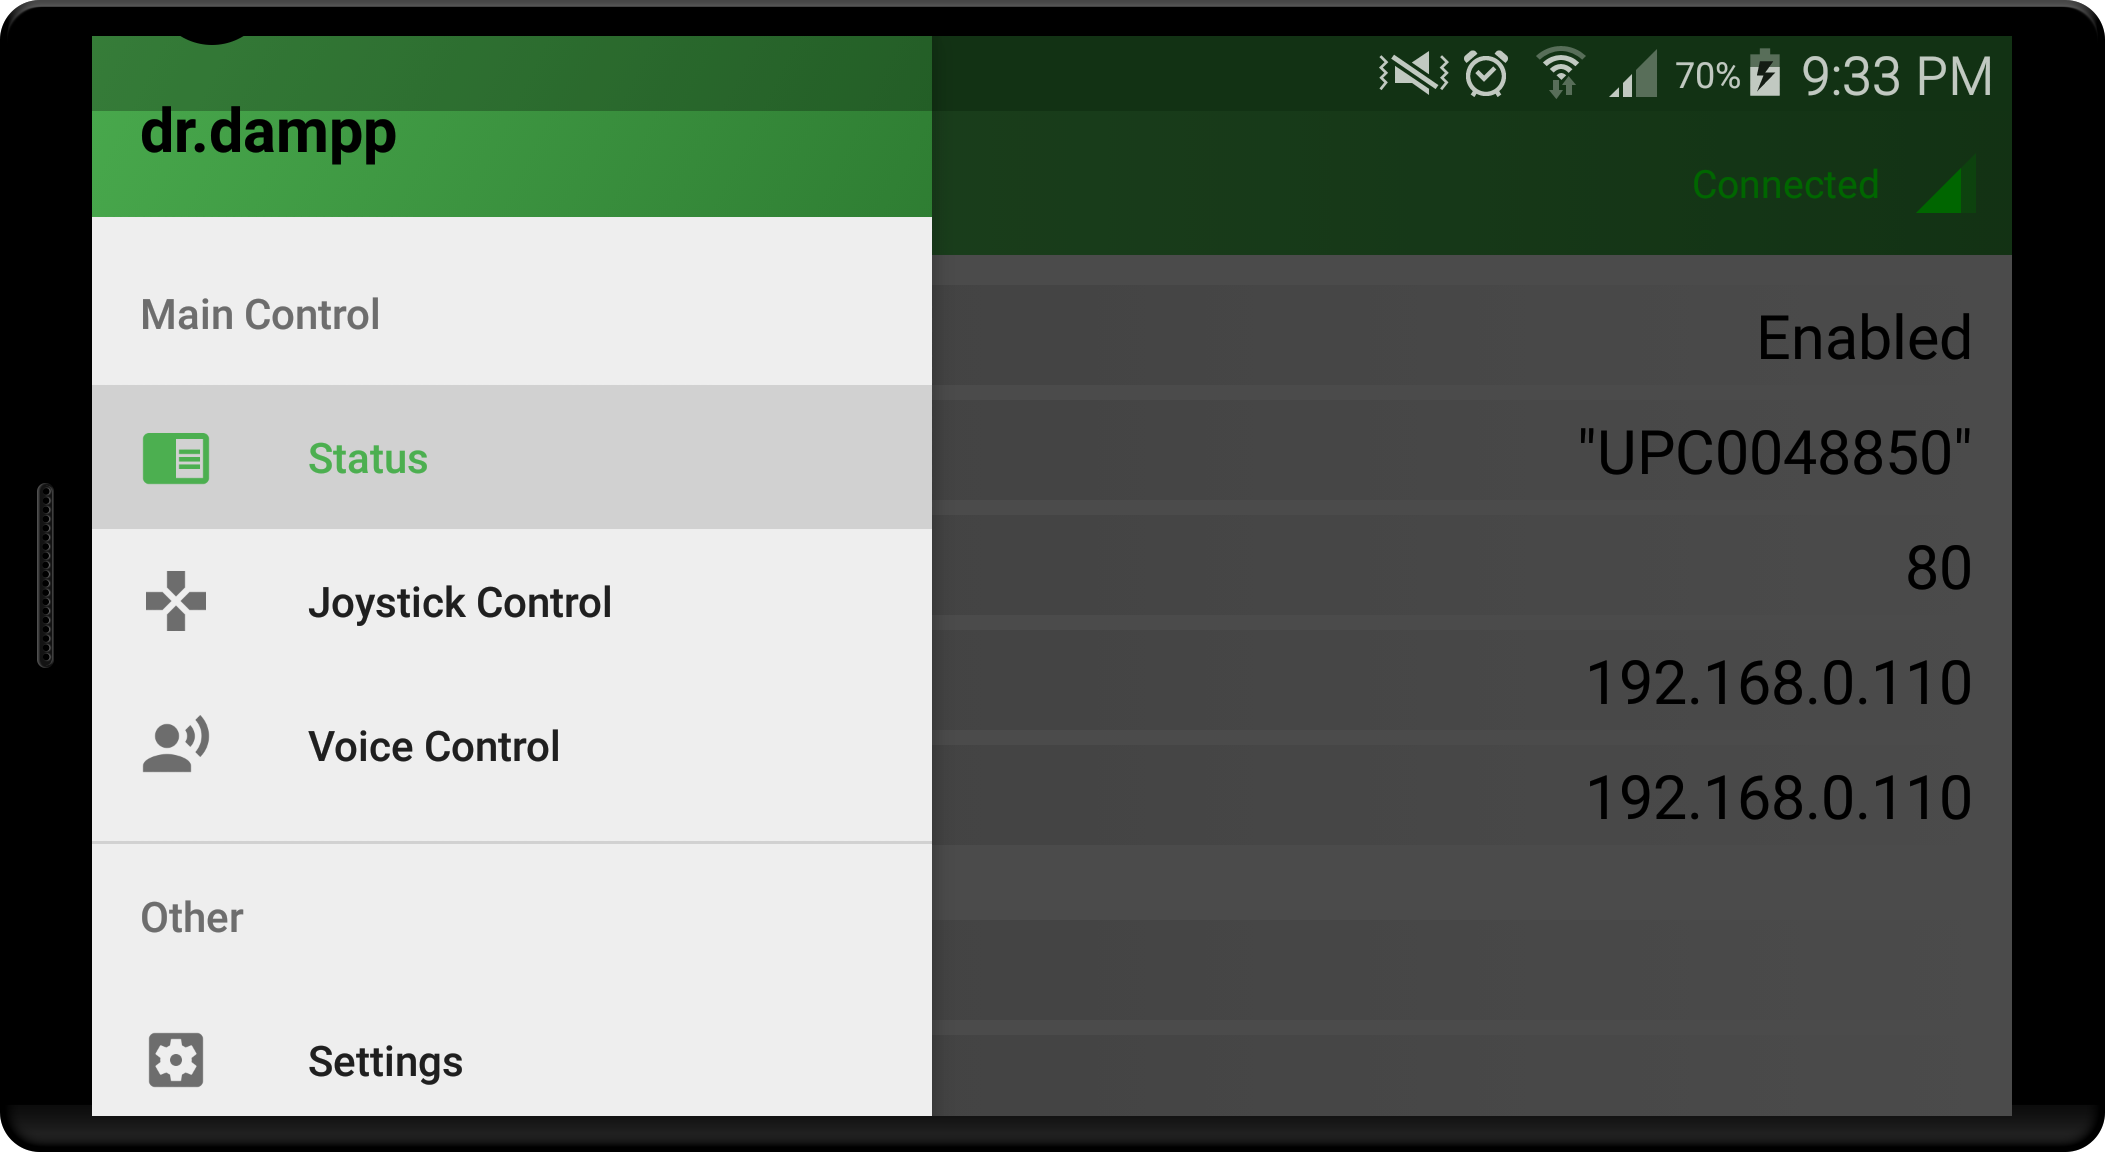 70% 9:33 PM
dr.dampp
Connected
Main Control
Status
Joystick Control
Voice Control
Other
Settings
Enabled
"UPC0048850"
80
192.168.0.110
192.168.0.110